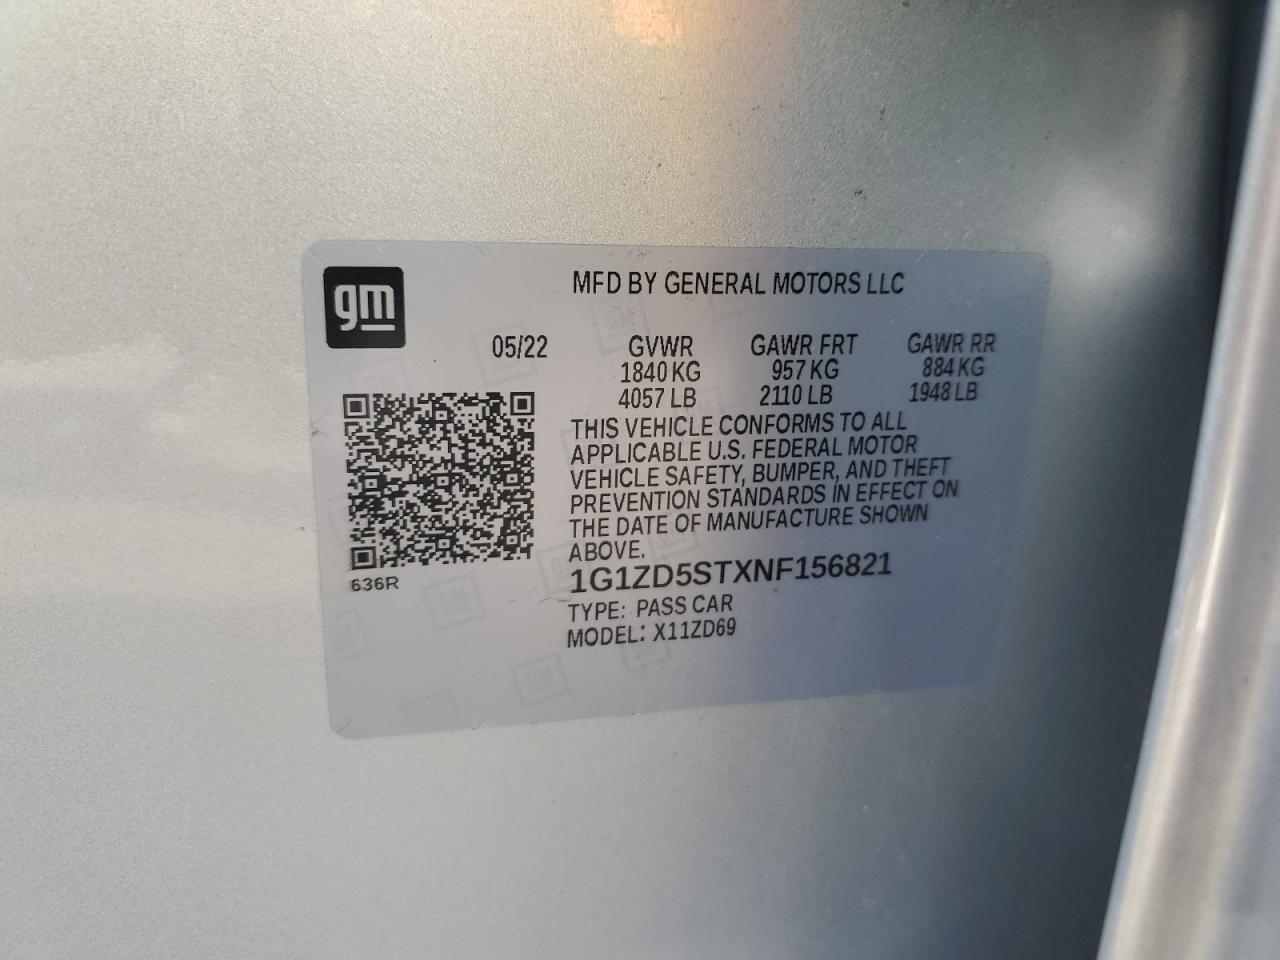 gm
MFD BY GENERAL MOTORS LLC
05/22 GVWR GAWR FRT GAWR RR
1840 KG 957 KG 884 KG
4057 LB 2110 LB 1948 LB
THIS VEHICLE CONFORMS TO ALL
APPLICABLE U.S. FEDERAL MOTOR
VEHICLE SAFETY, BUMPER, AND THEFT
PREVENTION STANDARDS IN EFFECT ON
THE DATE OF MANUFACTURE SHOWN
ABOVE.
636R
1G1ZD5STXNF156821
TYPE: PASS CAR
MODEL: X11ZD69